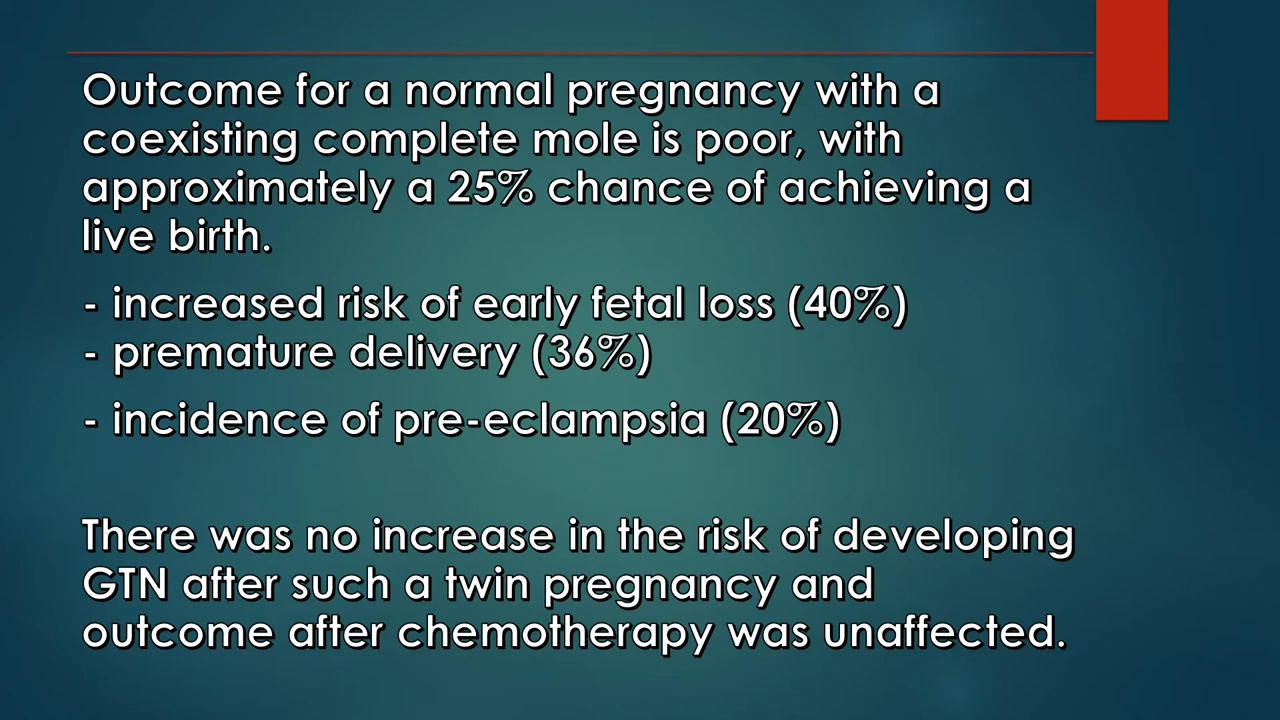 Outcome for a normal pregnancy with a
coexisting complete mole is poor, with
approximately a 25% chance of achieving a
live birth.
- increased risk of early fetal loss (40%)
- premature delivery (36%)
- incidence of pre-eclampsia (20%)
There was no increase in the risk of developing
GTN after such a twin pregnancy and
outcome after chemotherapy was unaffected.